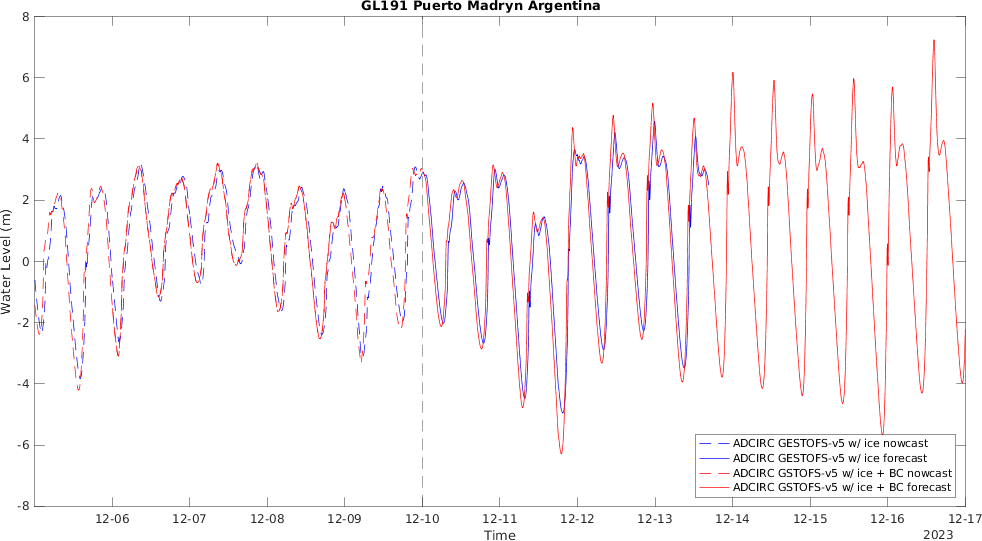 GL191 Puerto Madryn Argentina
8
6
4
2
0
-2
-4
-6
-8
Water Level (m)
ADCIRC GESTOFS-v5 w/ ice nowcast
ADCIRC GESTOFS-v5 w/ ice forecast
ADCIRC GSTOFS-v5 w/ ice + BC nowcast
ADCIRC GSTOFS-v5 w/ ice + BC forecast
12-06 12-07 12-08 12-09 12-10 12-11 12-12 12-13 12-14 12-15 12-16 12-17
Time
2023